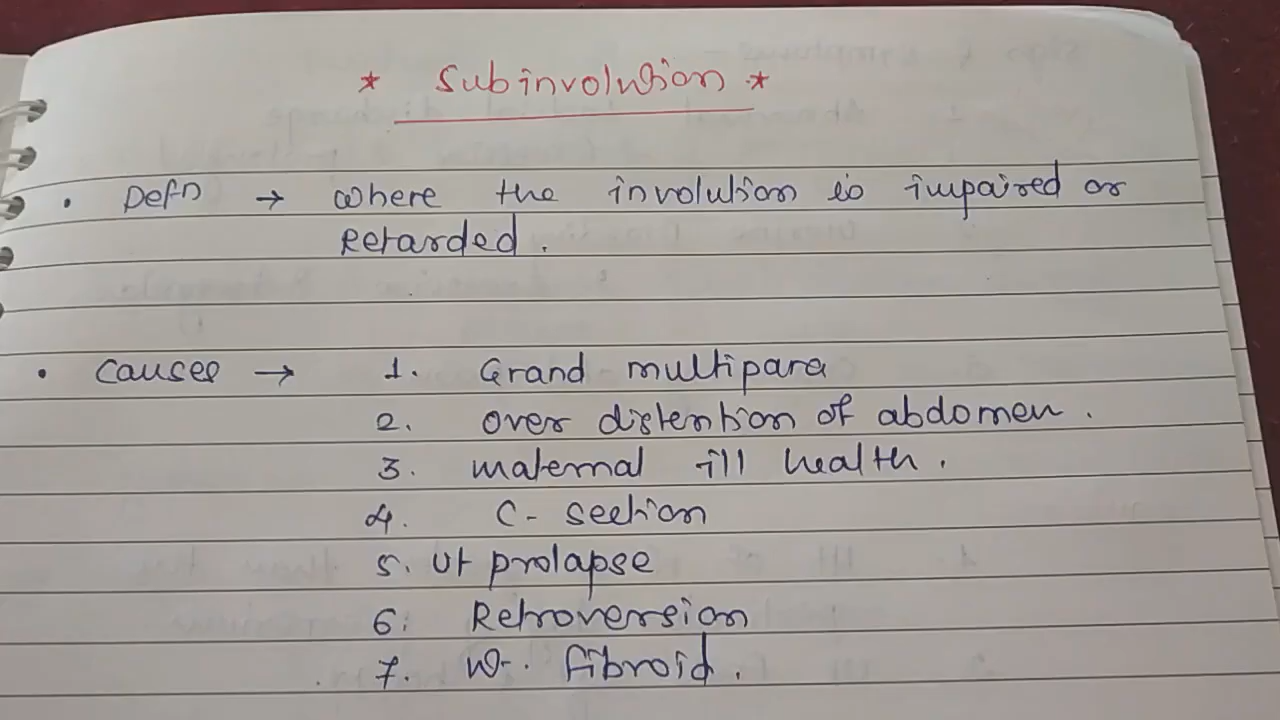 * Subinvolution *
• Defn → where the involution is impaired or
Retarded.
• Causes → 1. Grand multipara
2. over distention of abdomen.
3. maternal ill health.
4. C-section
5. Ut prolapse
6. Retroversion
7. Ut. fibroid.